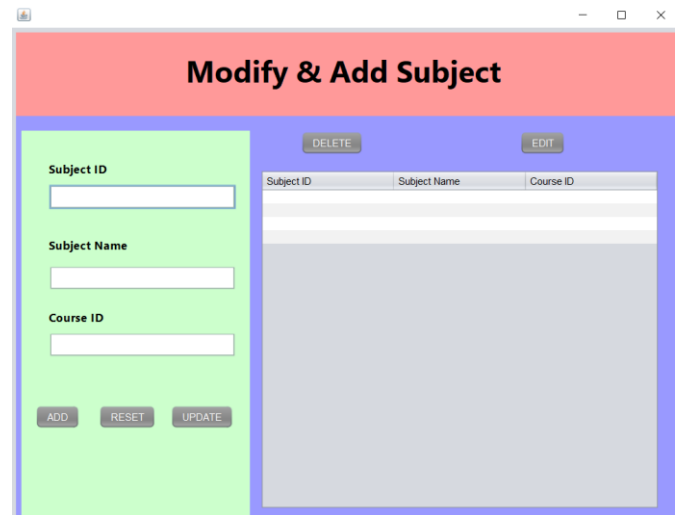 Modify & Add Subject
Subject ID
Subject Name
Course ID
ADD RESET UPDATE
DELETE EDIT
Subject ID Subject Name Course ID